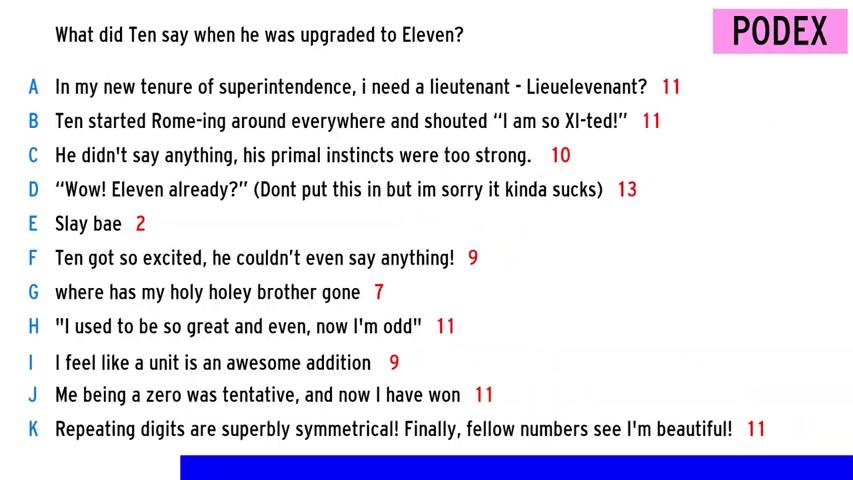 What did Ten say when he was upgraded to Eleven?
PODEX
A In my new tenure of superintendence, i need a lieutenant - Lieuelevenant? 11
B Ten started Rome-ing around everywhere and shouted “I am so XI-ted!” 11
C He didn't say anything, his primal instincts were too strong. 10
D “Wow! Eleven already?” (Dont put this in but im sorry it kinda sucks) 13
E Slay bae 2
F Ten got so excited, he couldn’t even say anything! 9
G where has my holy holey brother gone 7
H "I used to be so great and even, now I'm odd" 11
I I feel like a unit is an awesome addition 9
J Me being a zero was tentative, and now I have won 11
K Repeating digits are superbly symmetrical! Finally, fellow numbers see I'm beautiful! 11